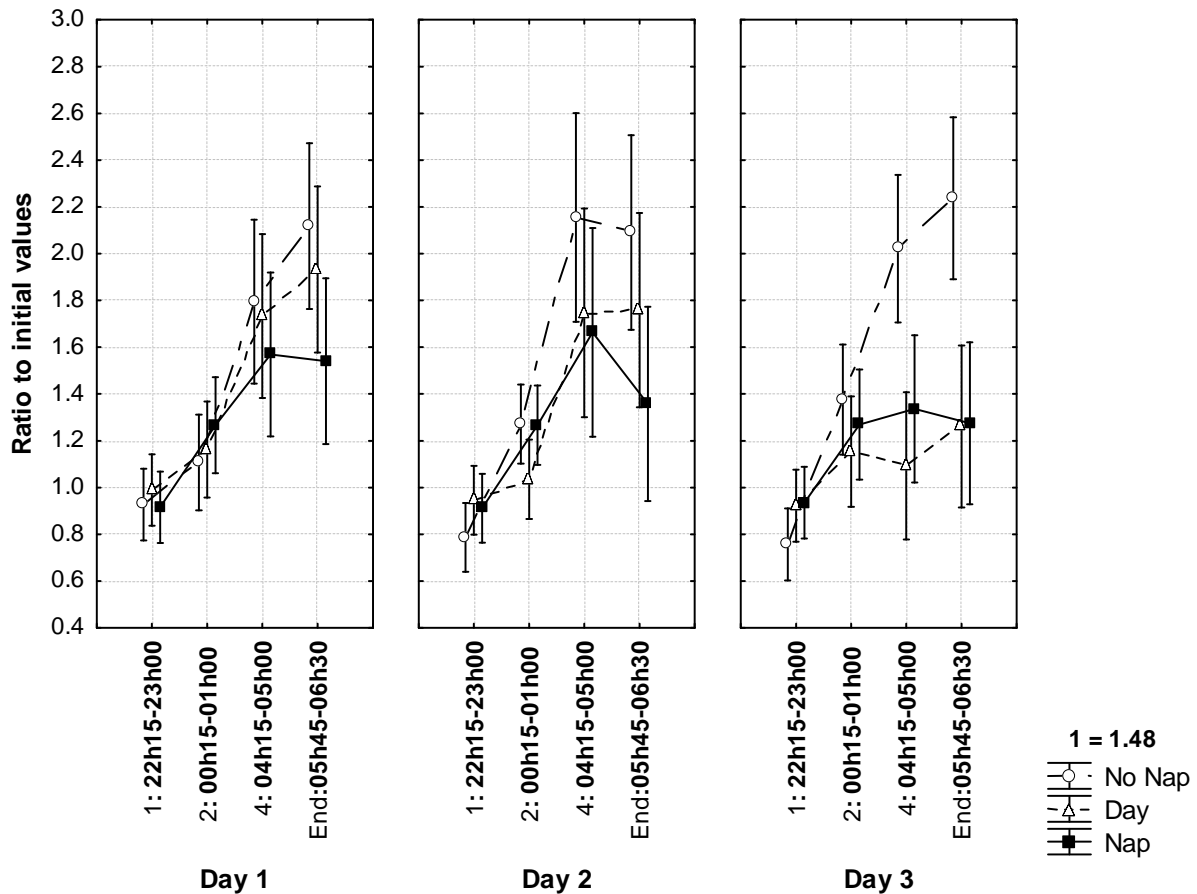 Ratio to initial values
3.0
2.8
2.6
2.4
2.2
2.0
1.8
1.6
1.4
1.2
1.0
0.8
0.6
0.4
1: 22h15-23h00
2: 00h15-01h00
4: 04h15-05h00
End:05h45-06h30
Day 1
1: 22h15-23h00
2: 00h15-01h00
4: 04h15-05h00
End:05h45-06h30
Day 2
1: 22h15-23h00
2: 00h15-01h00
4: 04h15-05h00
End:05h45-06h30
Day 3
1 = 1.48
No Nap
Day
Nap